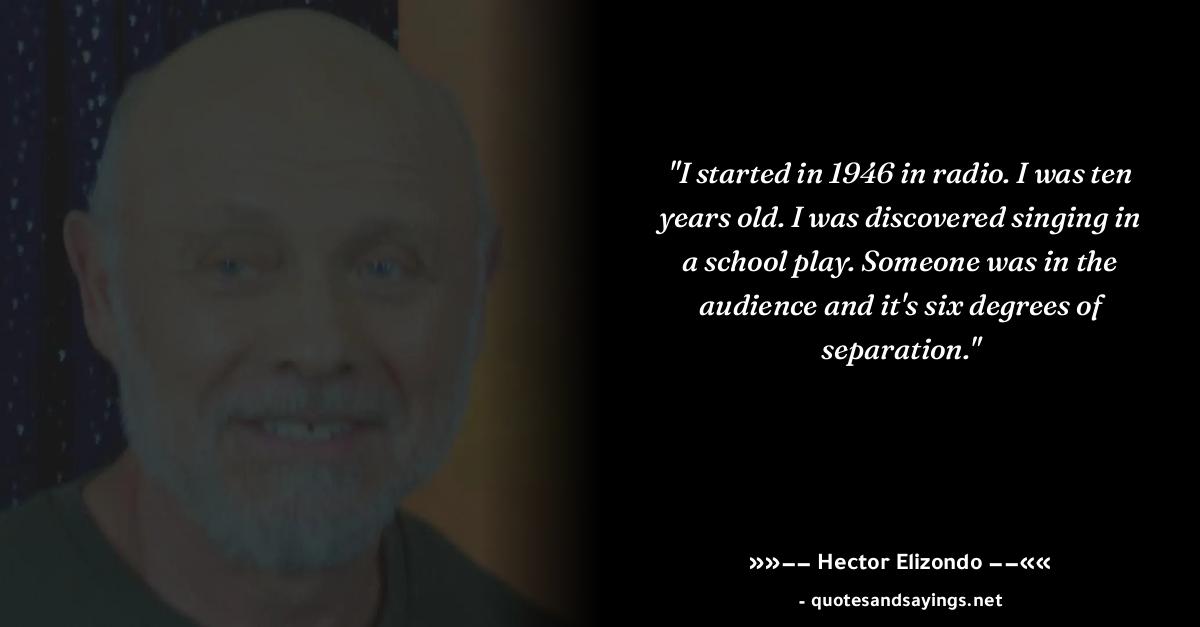 "I started in 1946 in radio. I was ten
years old. I was discovered singing in
a school play. Someone was in the
audience and it's six degrees of
separation."
»»−− Hector Elizondo −−««
- quotesandsayings.net